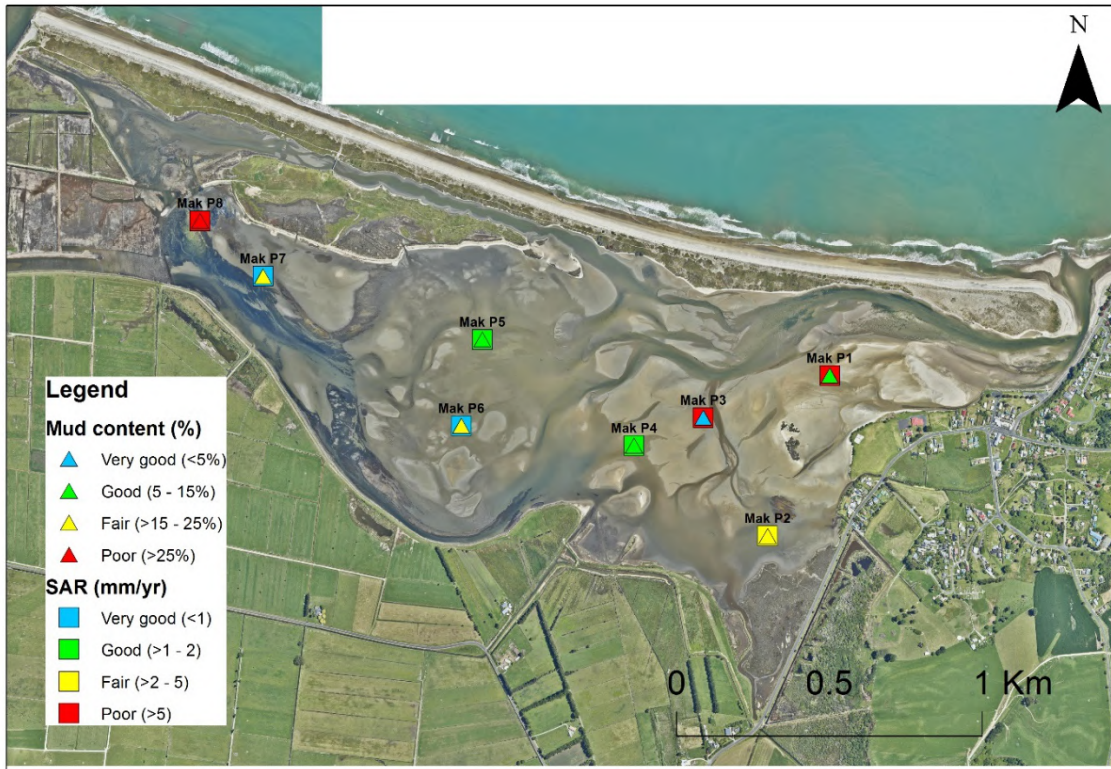 N
Mak P8
Mak P7
Mak P5
Mak P1
Mak P3
Mak P6
Mak P4
Mak P2
Legend
Mud content (%)
Very good (<5%)
Good (5 - 15%)
Fair (>15 - 25%)
Poor (>25%)
SAR (mm/yr)
Very good (<1)
Good (>1 - 2)
Fair (>2 - 5)
Poor (>5)
0 0.5 1 Km